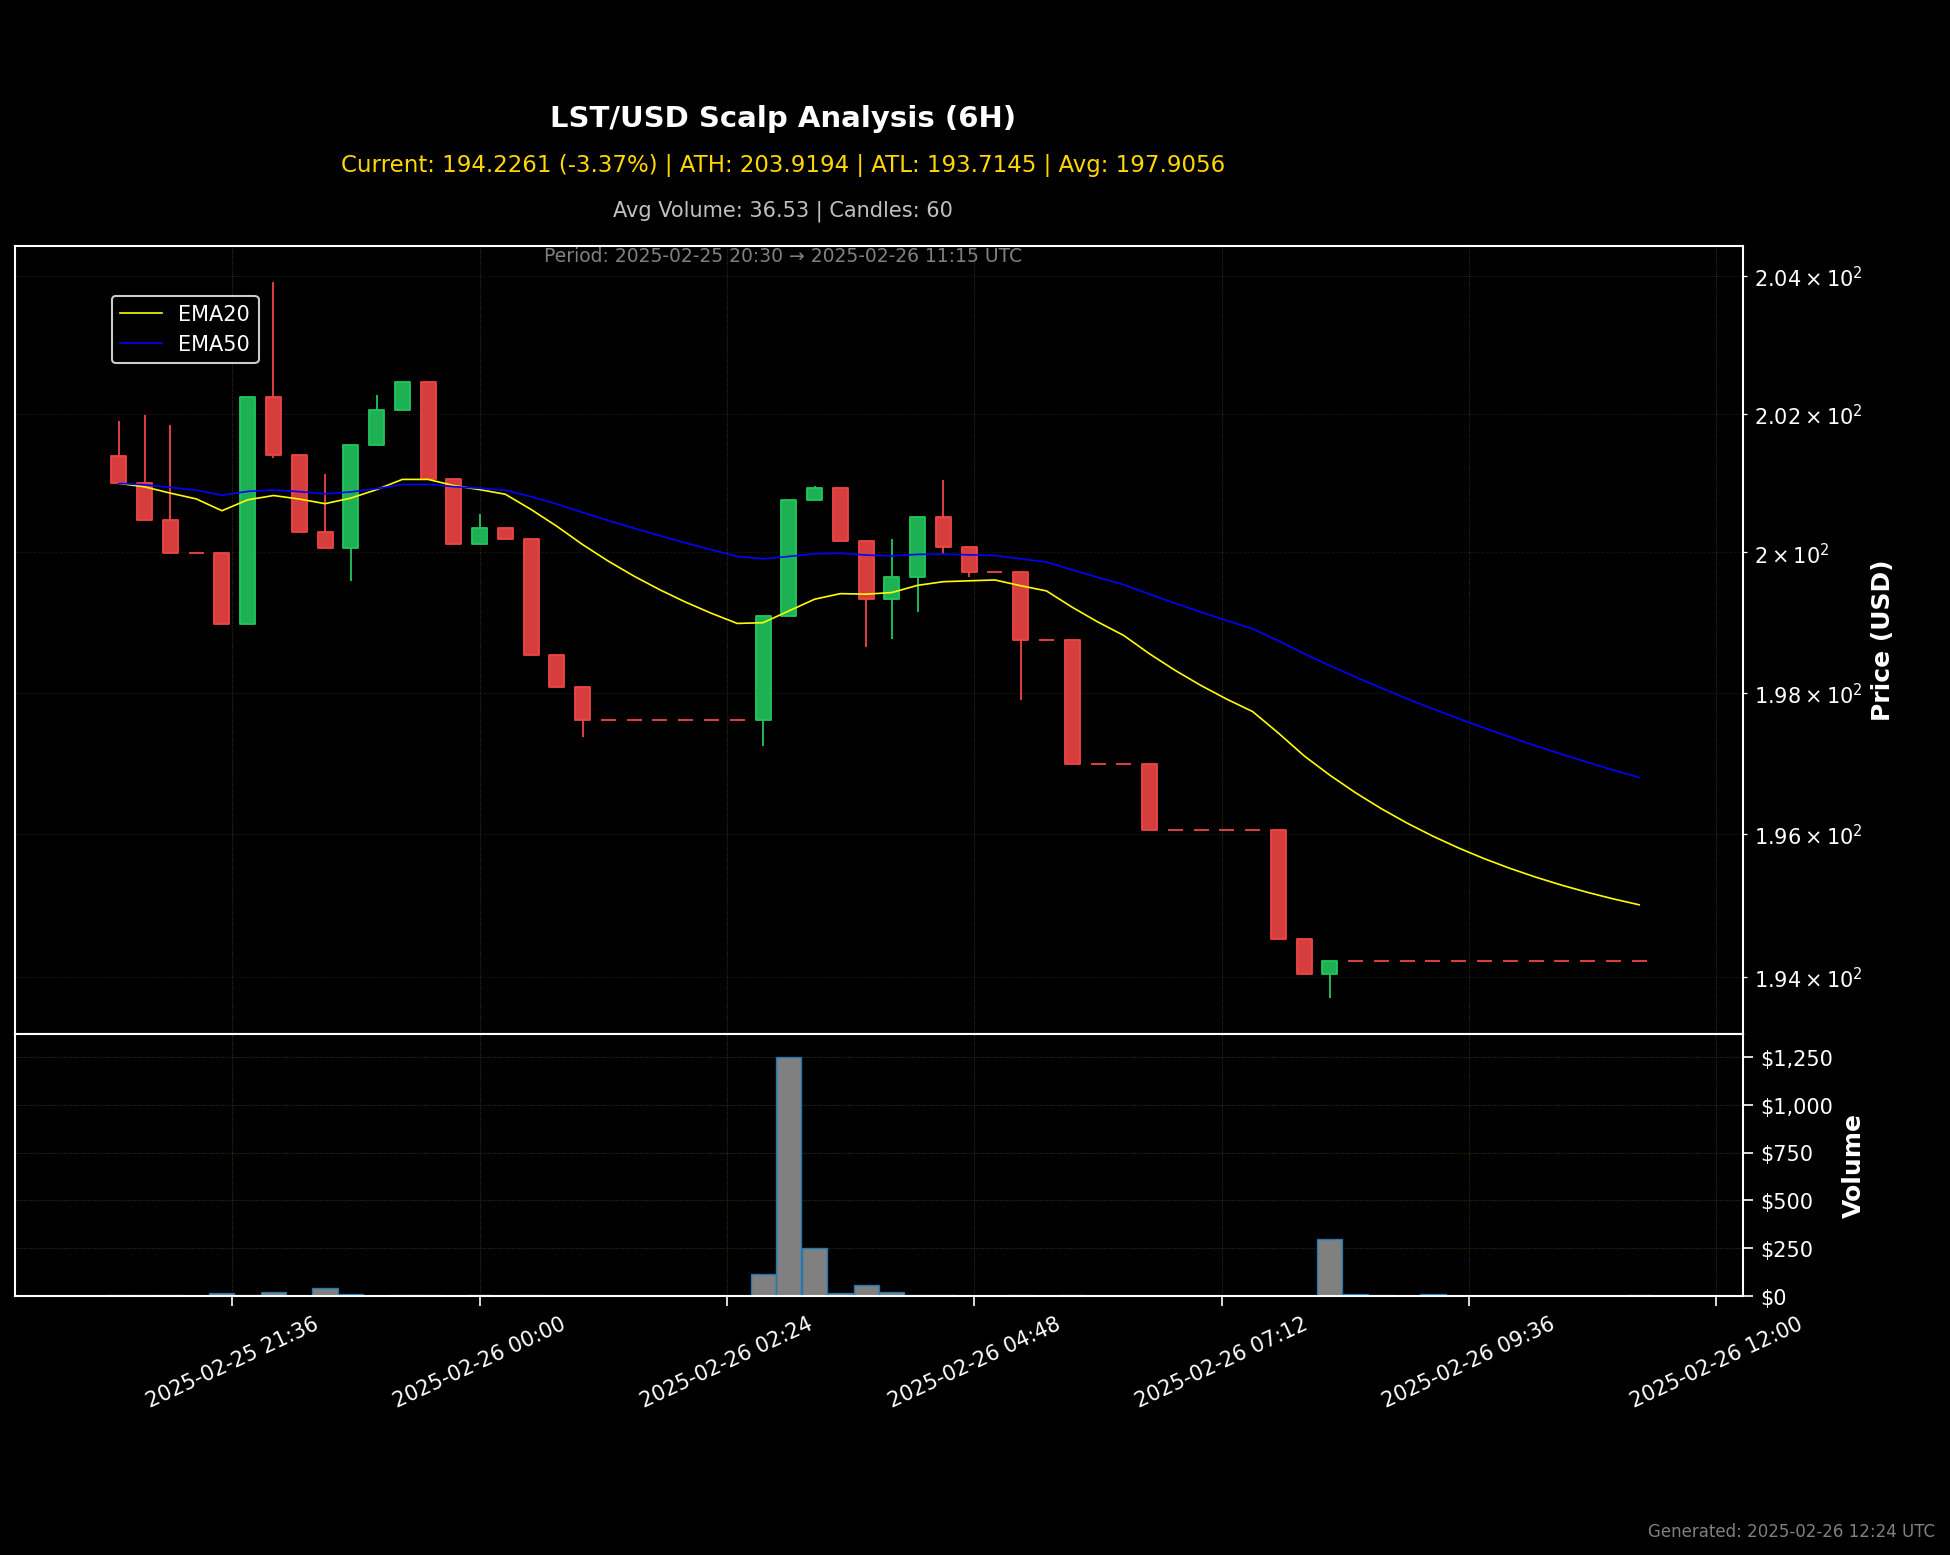 LST/USD Scalp Analysis (6H)
Current: 194.2261 (-3.37%) | ATH: 203.9194 | ATL: 193.7145 | Avg: 197.9056
Avg Volume: 36.53 | Candles: 60
Period: 2025-02-25 20:30 → 2025-02-26 11:15 UTC
EMA20
EMA50
2.04 × 10²
2.02 × 10²
2 × 10²
1.98 × 10²
1.96 × 10²
1.94 × 10²
Price (USD)
$1,250
$1,000
$750
$500
$250
$0
Volume
2025-02-25 21:36
2025-02-26 00:00
2025-02-26 02:24
2025-02-26 04:48
2025-02-26 07:12
2025-02-26 09:36
2025-02-26 12:00
Generated: 2025-02-26 12:24 UTC